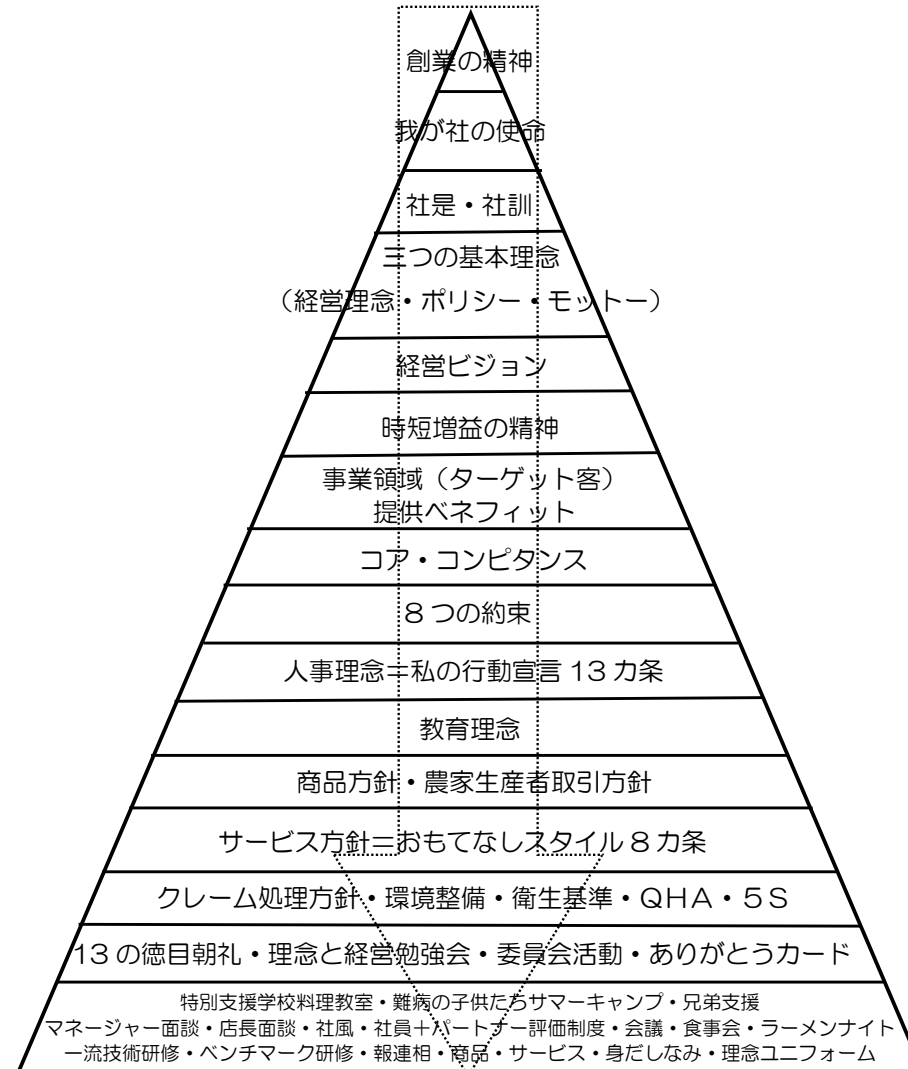 創業の精神
我が社の使命
社是・社訓
三つの基本理念
（経営理念・ポリシー・モットー）
経営ビジョン
時短増益の精神
事業領域（ターゲット客）
提供ベネフィット
コア・コンピタンス
8つの約束
人事理念＝私の行動宣言13カ条
教育理念
商品方針・農家生産者取引方針
サービス方針＝おもてなしスタイル8カ条
クレーム処理方針・環境整備・衛生基準・QHA・5S
13の徳目朝礼・理念と経営勉強会・委員会活動・ありがとうカード
特別支援学校料理教室・難病の子供たちサマーキャンプ・兄弟支援
マネージャー面談・店長面談・社風・社員＋パートナー評価制度・会議・食事会・ラーメンナイト
一流技術研修・ベンチマーク研修・報連相・商品・サービス・身だしなみ・理念ユニフォーム